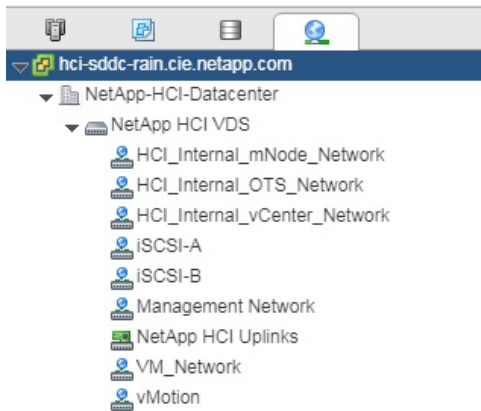 hci-sddc-rain.cie.netapp.com
NetApp-HCI-Datacenter
NetApp HCI VDS
HCI_Internal_mNode_Network
HCI_Internal_OTS_Network
HCI_Internal_vCenter_Network
iSCSI-A
iSCSI-B
Management Network
NetApp HCI Uplinks
VM_Network
vMotion